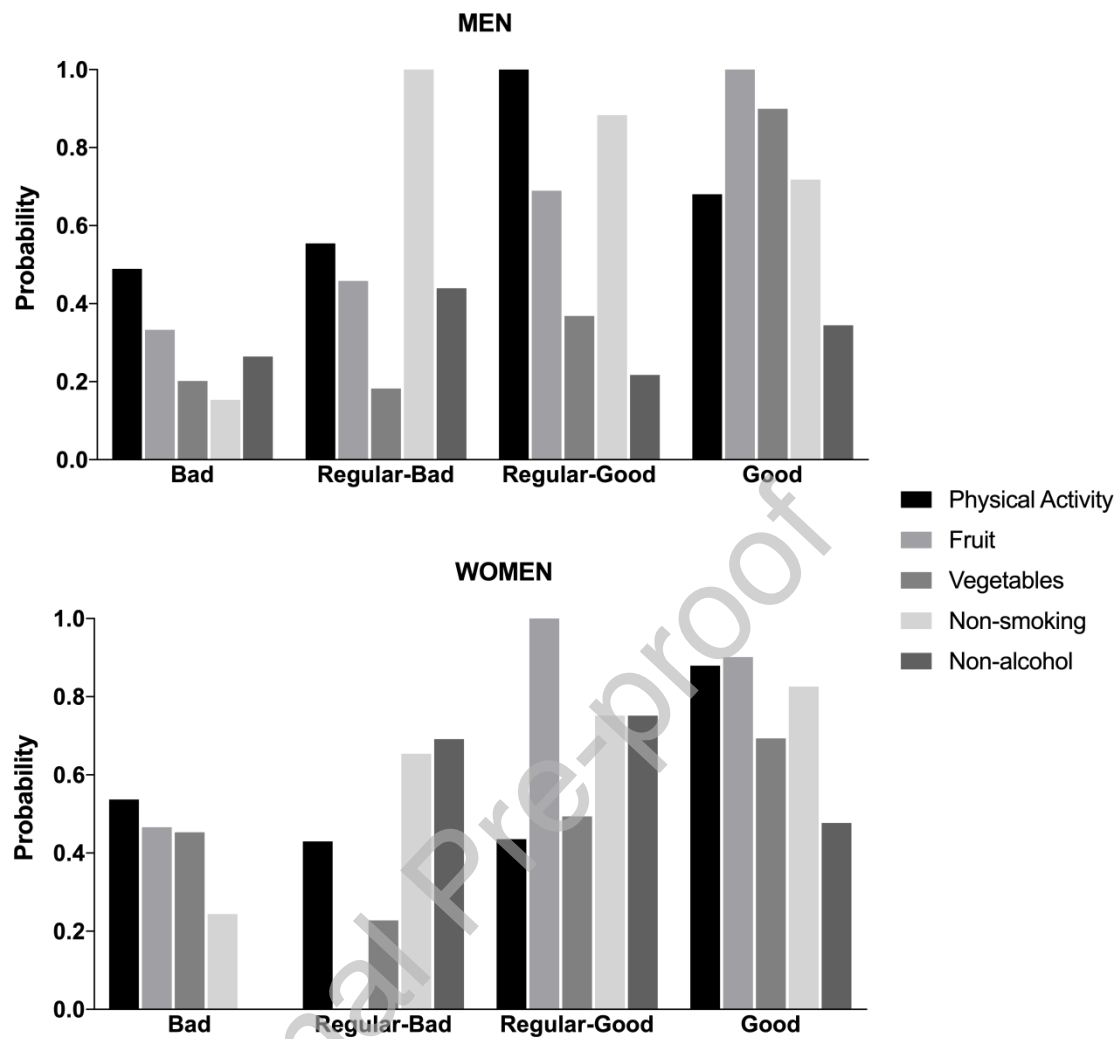 MEN
Probability
1.0
0.8
0.6
0.4
0.2
0.0
Bad Regular-Bad Regular-Good Good
Physical Activity
Fruit
Vegetables
Non-smoking
Non-alcohol
WOMEN
Probability
1.0
0.8
0.6
0.4
0.2
0.0
Bad Regular-Bad Regular-Good Good
nal Pre-proof